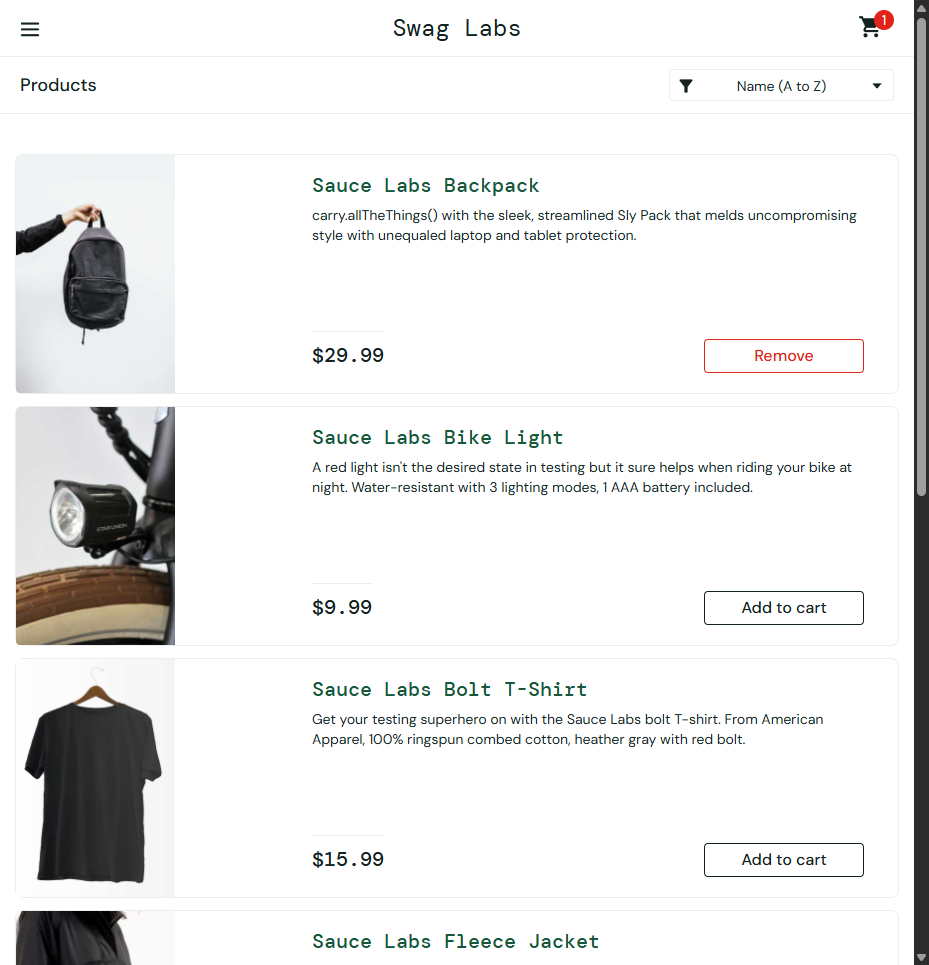 Swag Labs
1
Products
Name (A to Z)
Sauce Labs Backpack
carry.allTheThings() with the sleek, streamlined Sly Pack that melds uncompromising
style with unequaled laptop and tablet protection.
$29.99
Remove
Sauce Labs Bike Light
A red light isn't the desired state in testing but it sure helps when riding your bike at
night. Water-resistant with 3 lighting modes, 1 AAA battery included.
$9.99
Add to cart
Sauce Labs Bolt T-Shirt
Get your testing superhero on with the Sauce Labs bolt T-shirt. From American
Apparel, 100% ringspun combed cotton, heather gray with red bolt.
$15.99
Add to cart
Sauce Labs Fleece Jacket